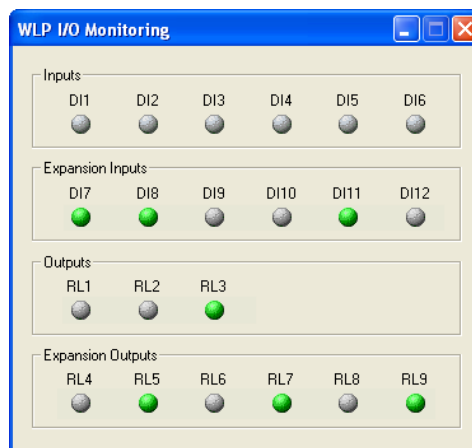 WLP I/O Monitoring
Inputs
DI1 DI2 DI3 DI4 DI5 DI6
Expansion Inputs
DI7 DI8 DI9 DI10 DI11 DI12
Outputs
RL1 RL2 RL3
Expansion Outputs
RL4 RL5 RL6 RL7 RL8 RL9